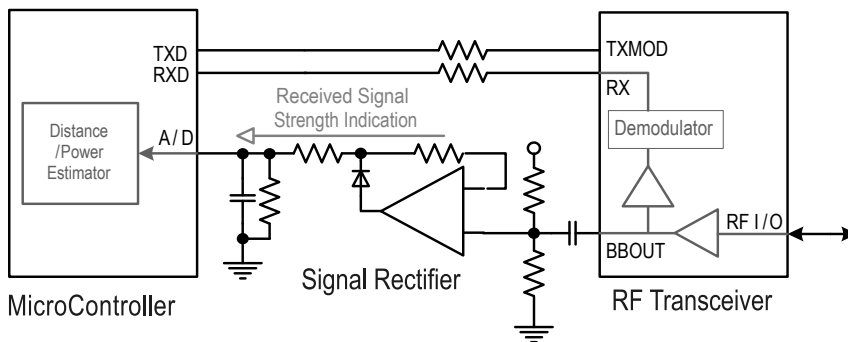 TXD
RXD
TXMOD
RX
Received Signal
Strength Indication
Demodulator
Distance
/Power
Estimator
A/D
RF I/O
BBOUT
Signal Rectifier
MicroController
RF Transceiver